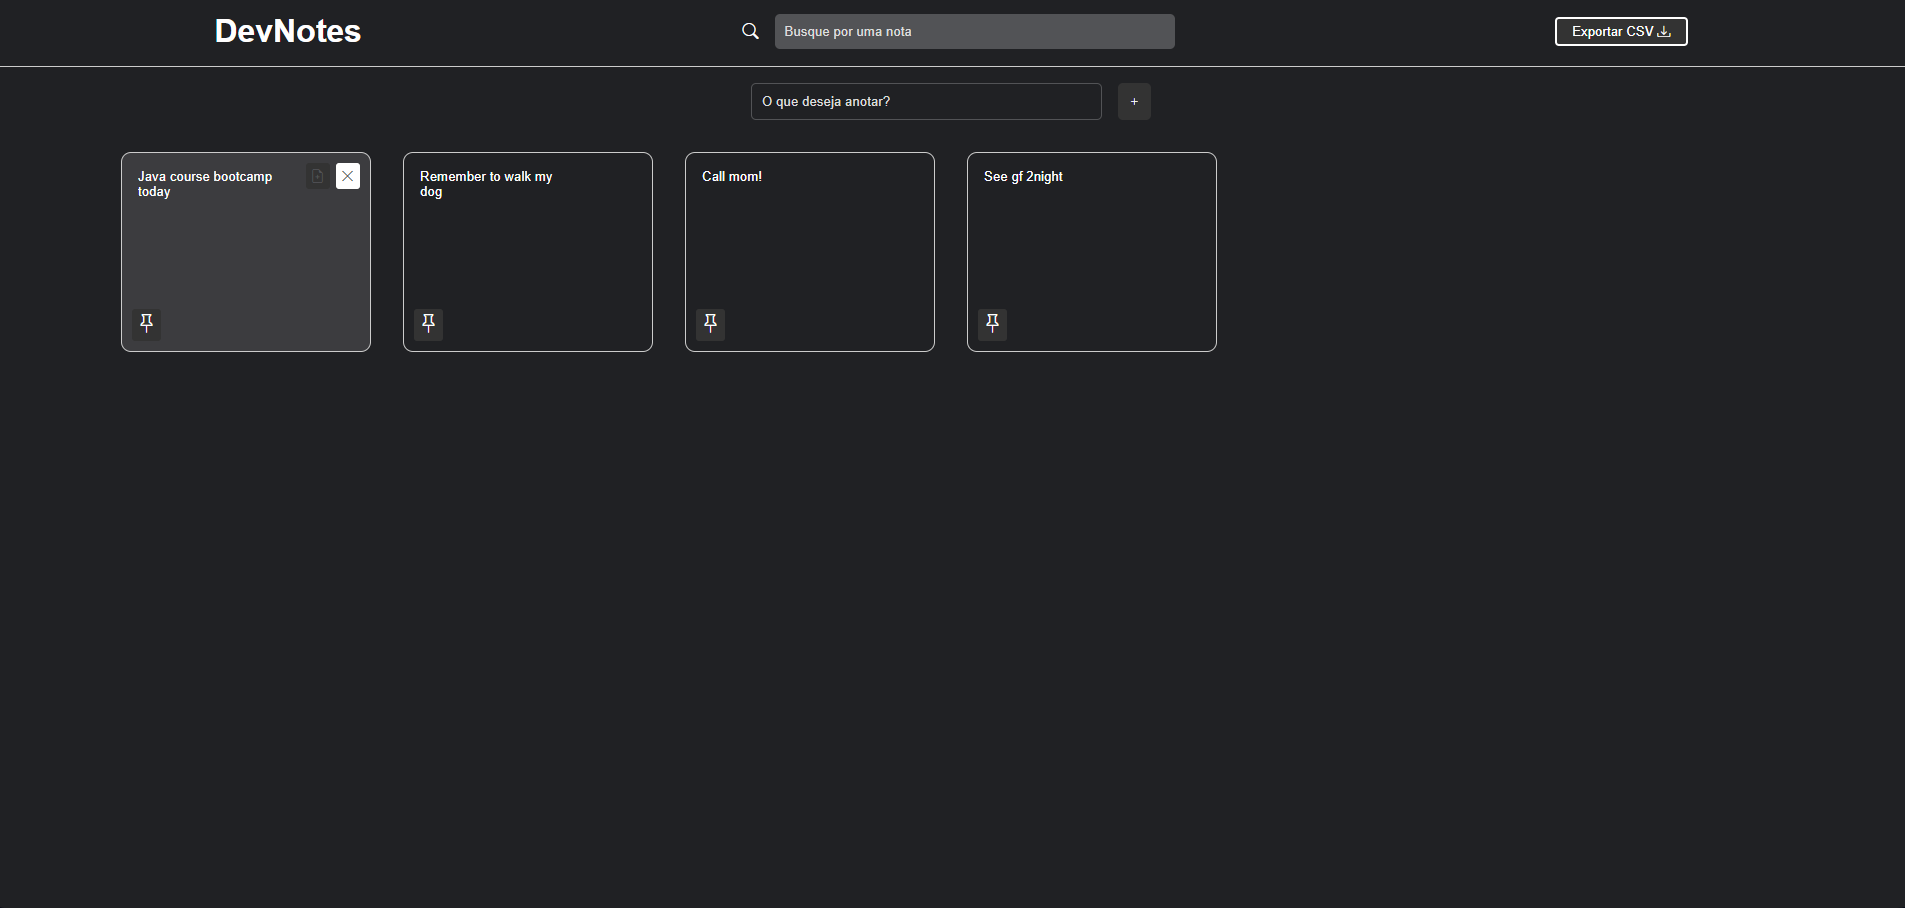 DevNotes
Busque por uma nota
Exportar CSV
O que deseja anotar?
+
Java course bootcamp
today
Remember to walk my
dog
Call mom!
See gf 2night